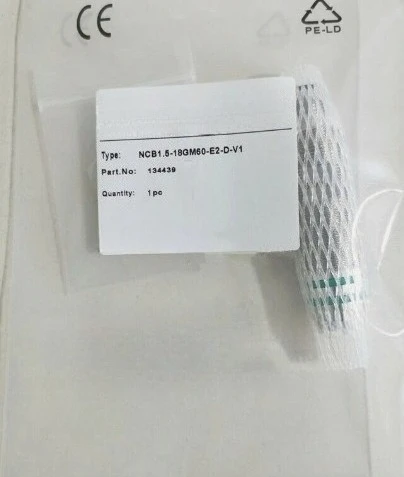 CE
PE-LD
Type: NCB1.5-18GM60-E2-D-V1
Part.No: 134439
Quantity: 1 pc